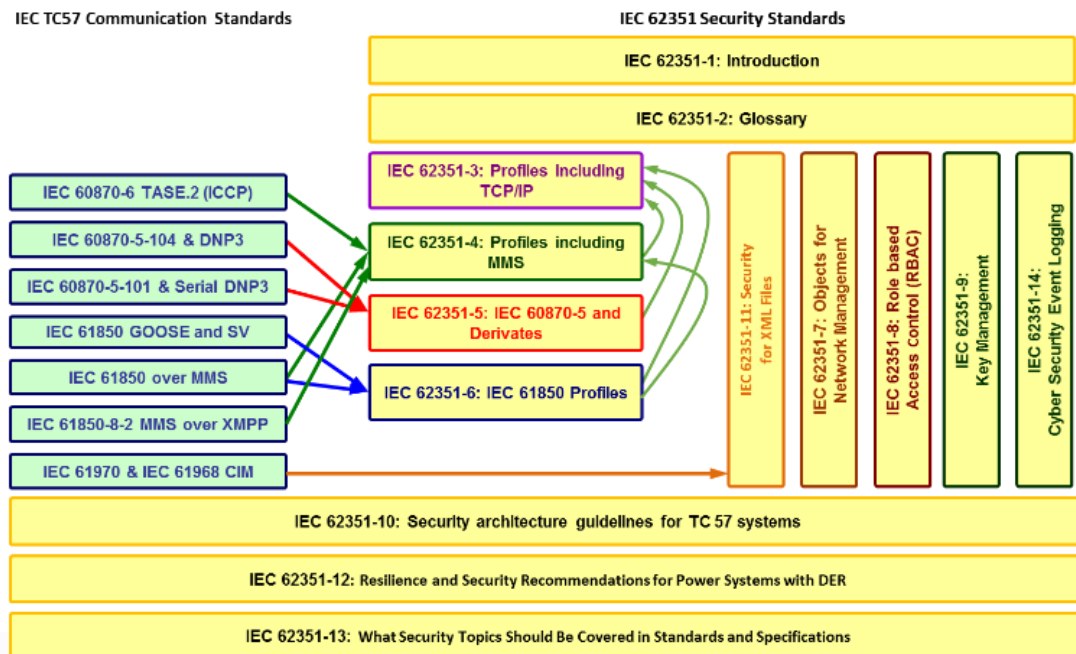 IEC TC57 Communication Standards
IEC 62351 Security Standards
IEC 62351-1: Introduction
IEC 62351-2: Glossary
IEC 60870-6 TASE.2 (ICCP)
IEC 60870-5-104 & DNP3
IEC 60870-5-101 & Serial DNP3
IEC 61850 GOOSE and SV
IEC 61850 over MMS
IEC 61850-8-2 MMS over XMPP
IEC 61970 & IEC 61968 CIM
IEC 62351-3: Profiles Including
TCP/IP
IEC 62351-4: Profiles including
MMS
IEC 62351-5: IEC 60870-5 and
Derivates
IEC 62351-6: IEC 61850 Profiles
IEC 62351-11: Security
for XML Files
IEC 62351-7: Objects for
Network Management
IEC 62351-8: Role based
Access Control (RBAC)
IEC 62351-9:
Key Management
IEC 62351-14:
Cyber Security Event Logging
IEC 62351-10: Security architecture guidelines for TC 57 systems
IEC 62351-12: Resilience and Security Recommendations for Power Systems with DER
IEC 62351-13: What Security Topics Should Be Covered in Standards and Specifications